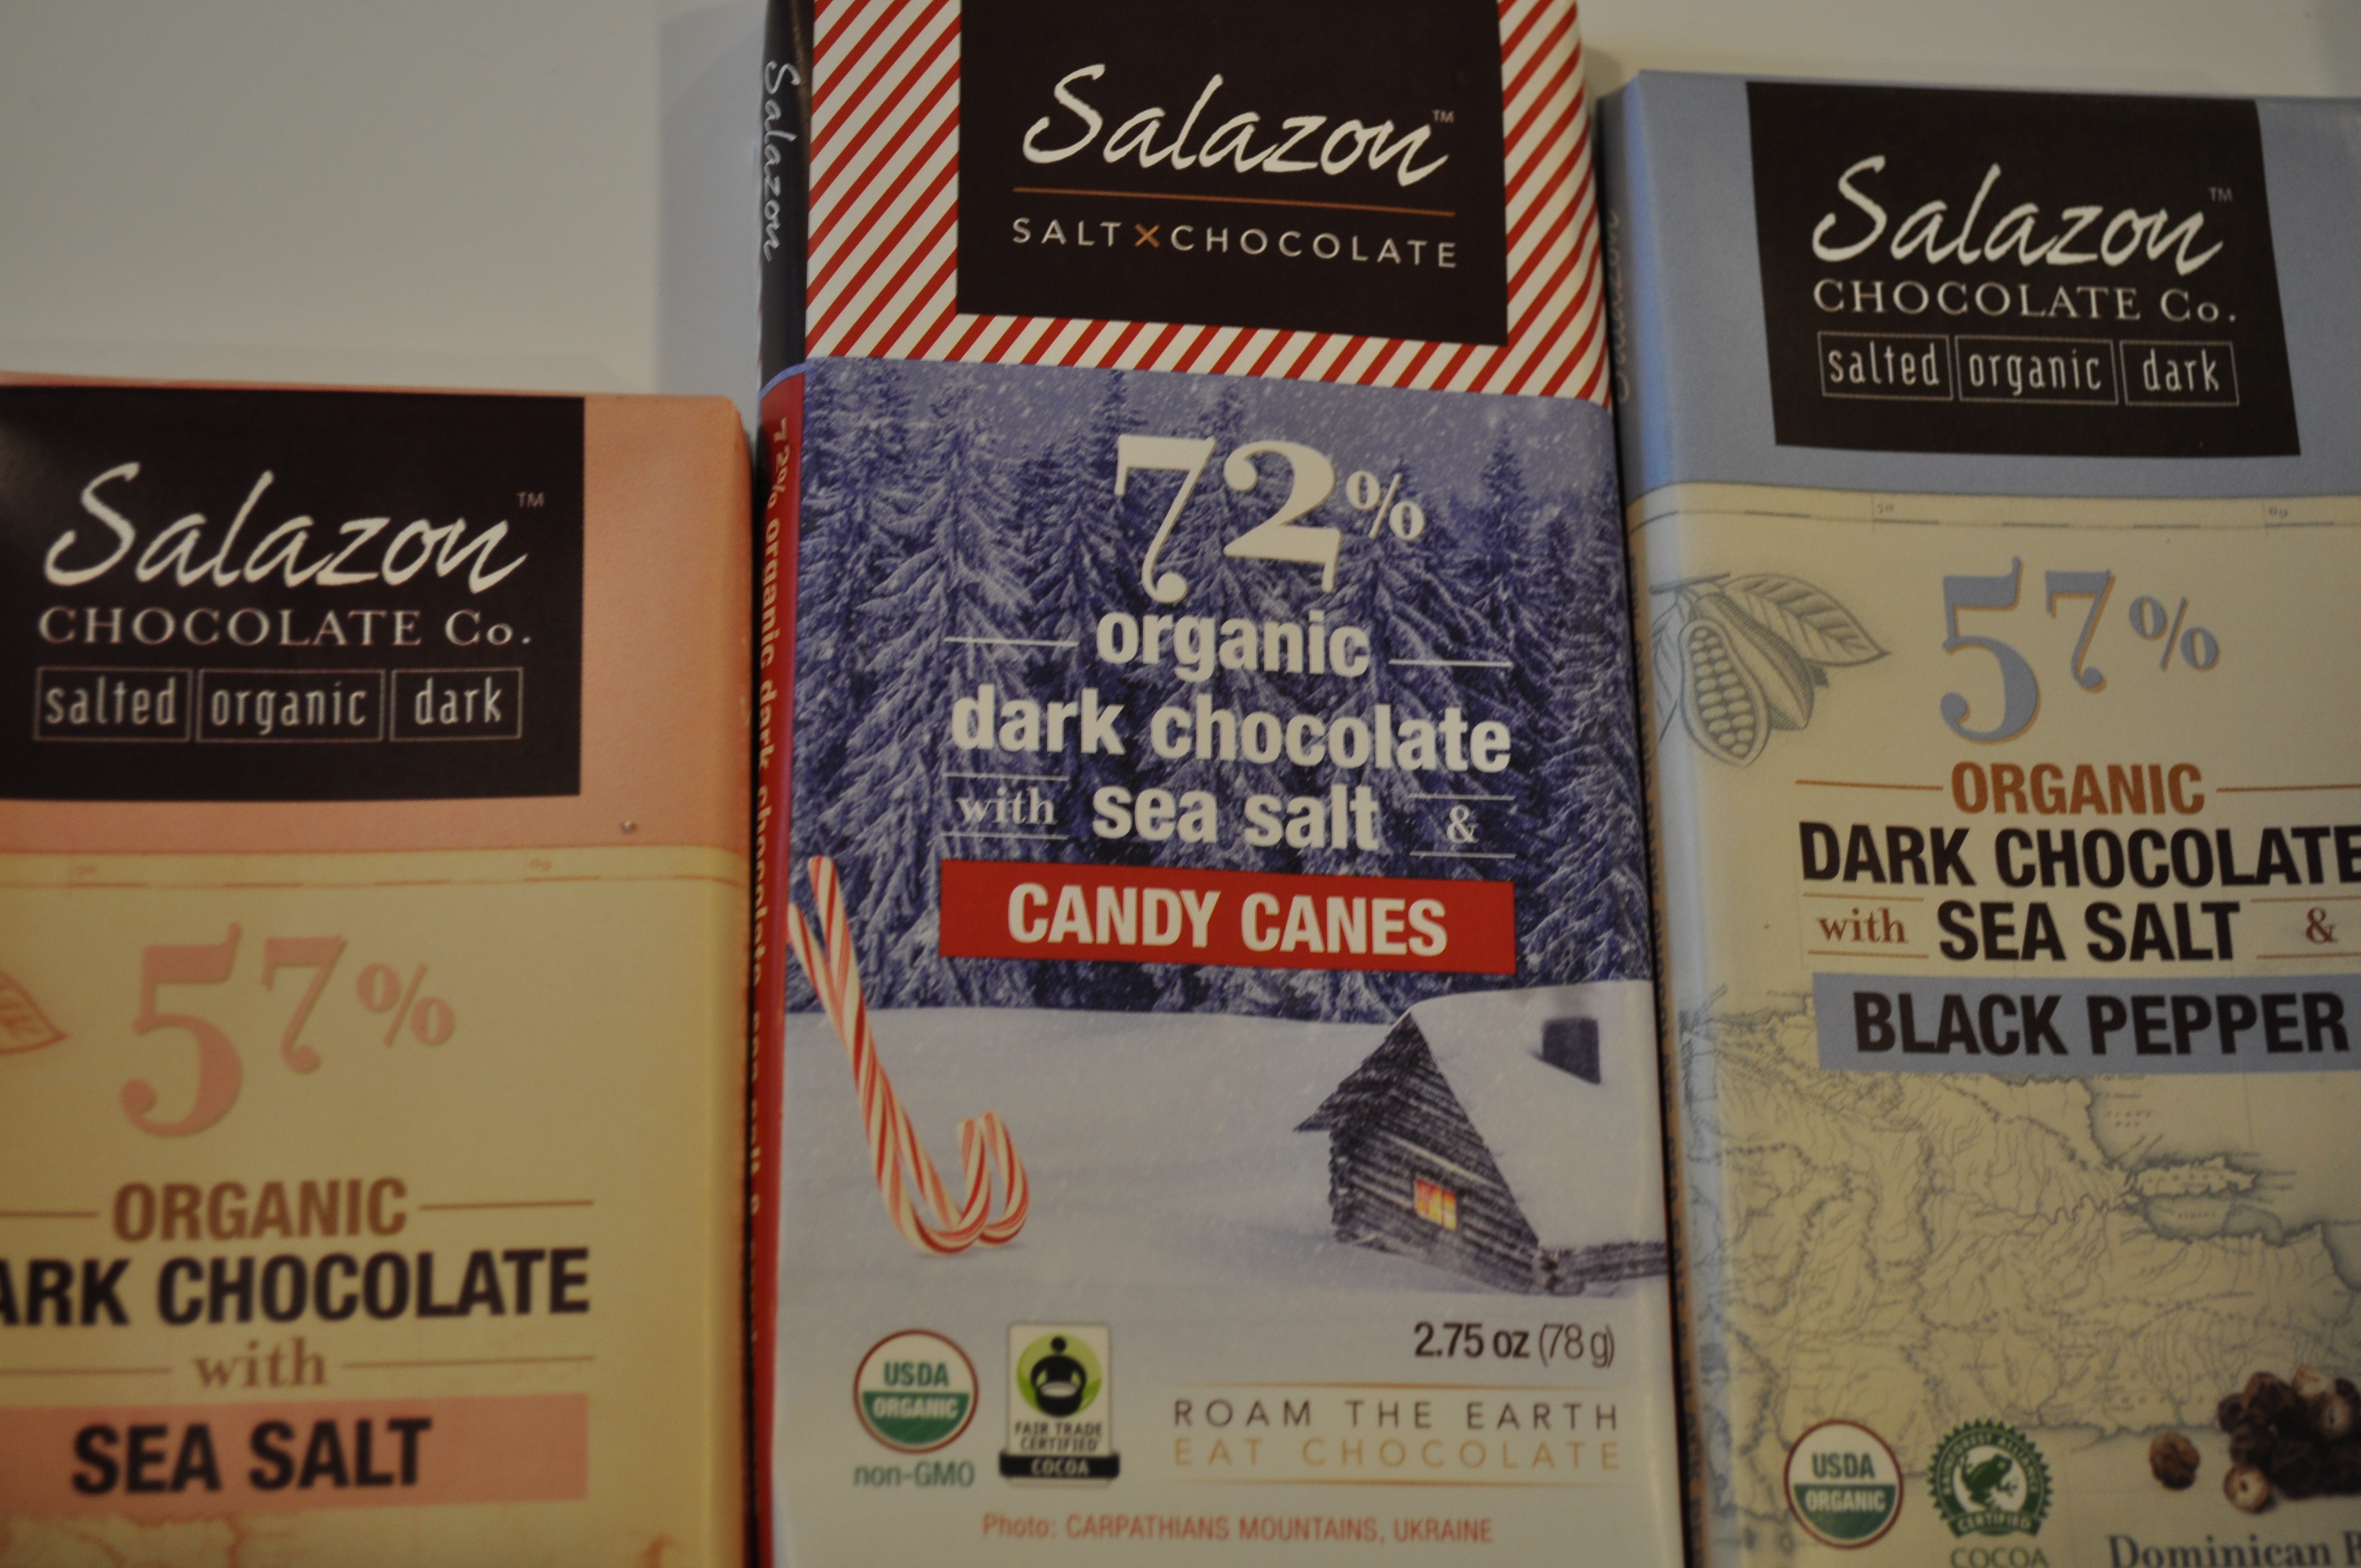 Salazon™
CHOCOLATE Co.
salted organic dark
57%
ORGANIC
ARK CHOCOLATE
with
SEA SALT
Salazon
72% organic dark chocolate
Salazon™
SALT X CHOCOLATE
72%
organic
dark chocolate
with sea salt &
CANDY CANES
2.75 oz (78 g)
USDA
ORGANIC
non-GMO
FAIR TRADE
CERTIFIED
COCOA
ROAM THE EARTH
EAT CHOCOLATE
Photo: CARPATHIANS MOUNTAINS, UKRAINE
Salazon™
CHOCOLATE Co.
salted organic dark
57%
ORGANIC
DARK CHOCOLATE
with SEA SALT &
BLACK PEPPER
USDA
ORGANIC
CERTIFIED
COCOA
Dominican